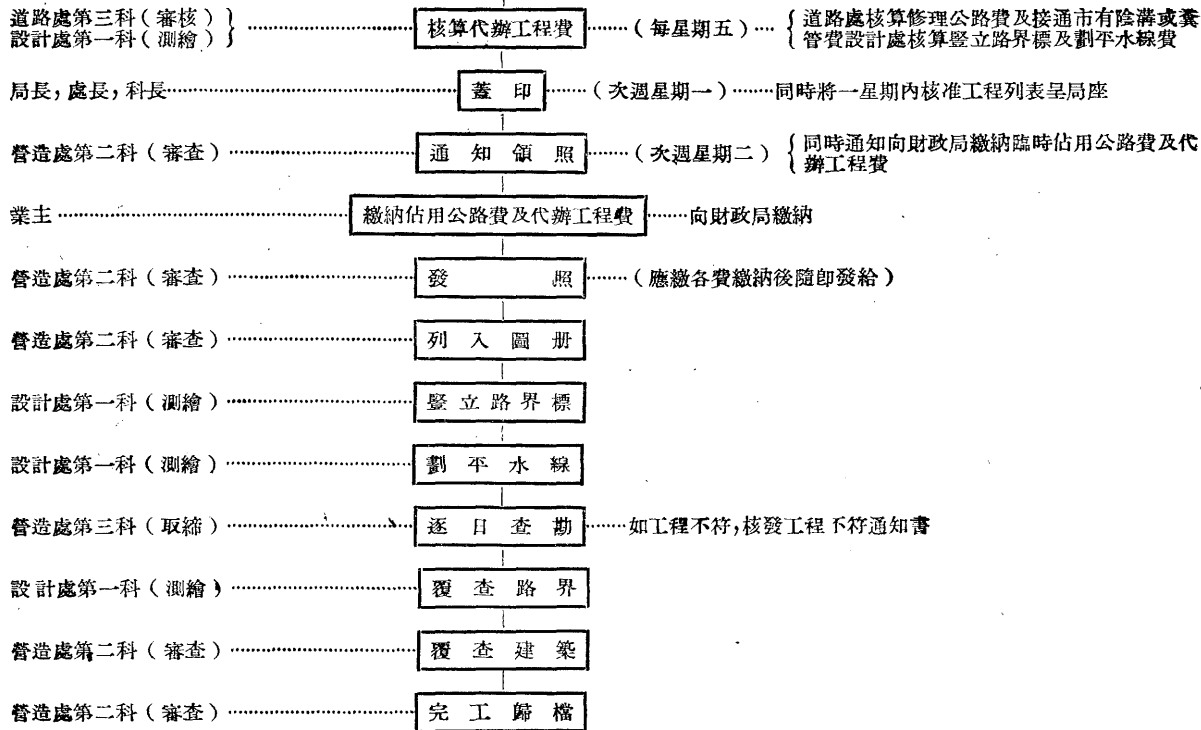 道路處第三科（審核）
設計處第一科（測繪）
核算代辦工程費
（每星期五）
道路處核算修理公路費及接通市有陰溝或糞
管費設計處核算豎立路界標及劃平水線費
局長，處長，科長 蓋印 （次週星期一） 同時將一星期內核准工程列表呈局座
營造處第二科（審查） 通知領照 （次週星期二）
同時通知向財政局繳納臨時佔用公路費及代
辦工程費
業主 繳納佔用公路費及代辦工程費 向財政局繳納
營造處第二科（審查） 發照 （應繳各費繳納後隨卽發給）
營造處第二科（審查） 列入圖册
設計處第一科（測繪） 豎立路界標
設計處第一科（測繪） 劃平水線
營造處第三科（取締） 逐日查勘 如工程不符，核發工程不符通知書
設計處第一科（測繪） 覆查路界
營造處第二科（審查） 覆查建築
營造處第二科（審查） 完工歸檔